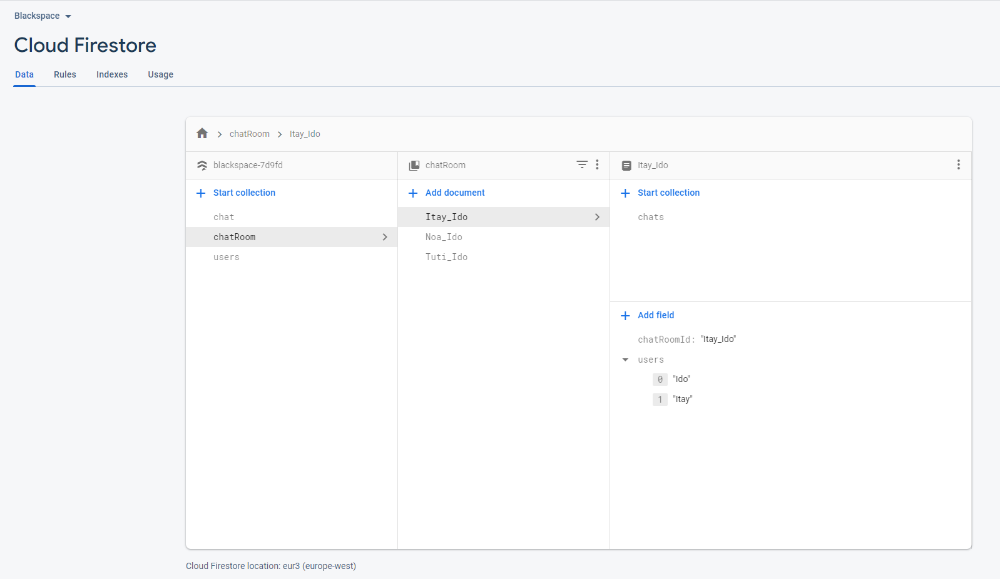 Blackspace
Cloud Firestore
Data Rules Indexes Usage
chatRoom Itay_Ido
blackspace-7d9fd
Start collection
chat
chatRoom
users
chatRoom
Add document
Itay_Ido
Noa_Ido
Tuti_Ido
Itay_Ido
Start collection
chats
Add field
chatRoomId: "Itay_Ido"
users
0 "Ido"
1 "Itay"
Cloud Firestore location: eur3 (europe-west)